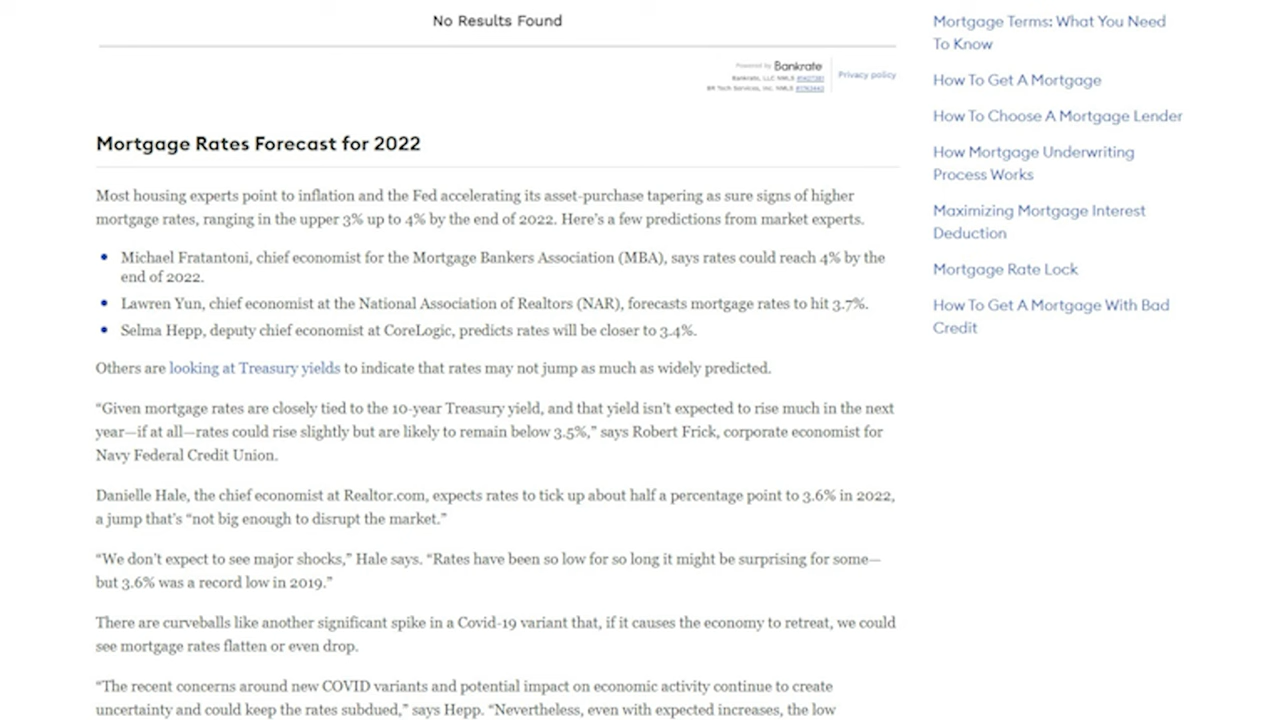 No Results Found
Powered by Bankrate
Bankrate, LLC NMLS
BR Tech Services, Inc. NMLS
Privacy policy
Mortgage Rates Forecast for 2022
Most housing experts point to inflation and the Fed accelerating its asset-purchase tapering as sure signs of higher
mortgage rates, ranging in the upper 3% up to 4% by the end of 2022. Here’s a few predictions from market experts.
Michael Fratantoni, chief economist for the Mortgage Bankers Association (MBA), says rates could reach 4% by the
end of 2022.
Lawren Yun, chief economist at the National Association of Realtors (NAR), forecasts mortgage rates to hit 3.7%.
Selma Hepp, deputy chief economist at CoreLogic, predicts rates will be closer to 3.4%.
Others are looking at Treasury yields to indicate that rates may not jump as much as widely predicted.
“Given mortgage rates are closely tied to the 10-year Treasury yield, and that yield isn’t expected to rise much in the next
year—if at all—rates could rise slightly but are likely to remain below 3.5%,” says Robert Frick, corporate economist for
Navy Federal Credit Union.
Danielle Hale, the chief economist at Realtor.com, expects rates to tick up about half a percentage point to 3.6% in 2022,
a jump that’s “not big enough to disrupt the market.”
“We don’t expect to see major shocks,” Hale says. “Rates have been so low for so long it might be surprising for some—
but 3.6% was a record low in 2019.”
There are curveballs like another significant spike in a Covid-19 variant that, if it causes the economy to retreat, we could
see mortgage rates flatten or even drop.
“The recent concerns around new COVID variants and potential impact on economic activity continue to create
uncertainty and could keep the rates subdued,” says Hepp. “Nevertheless, even with expected increases, the low
Mortgage Terms: What You Need
To Know
How To Get A Mortgage
How To Choose A Mortgage Lender
How Mortgage Underwriting
Process Works
Maximizing Mortgage Interest
Deduction
Mortgage Rate Lock
How To Get A Mortgage With Bad
Credit